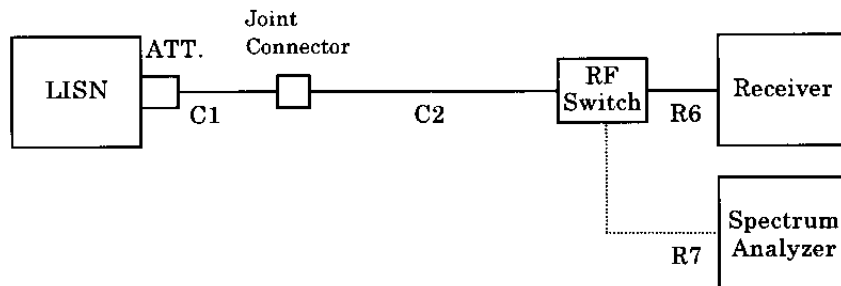 Joint
Connector
ATT.
LISN
C1
C2
RF
Switch
R6
Receiver
R7
Spectrum
Analyzer